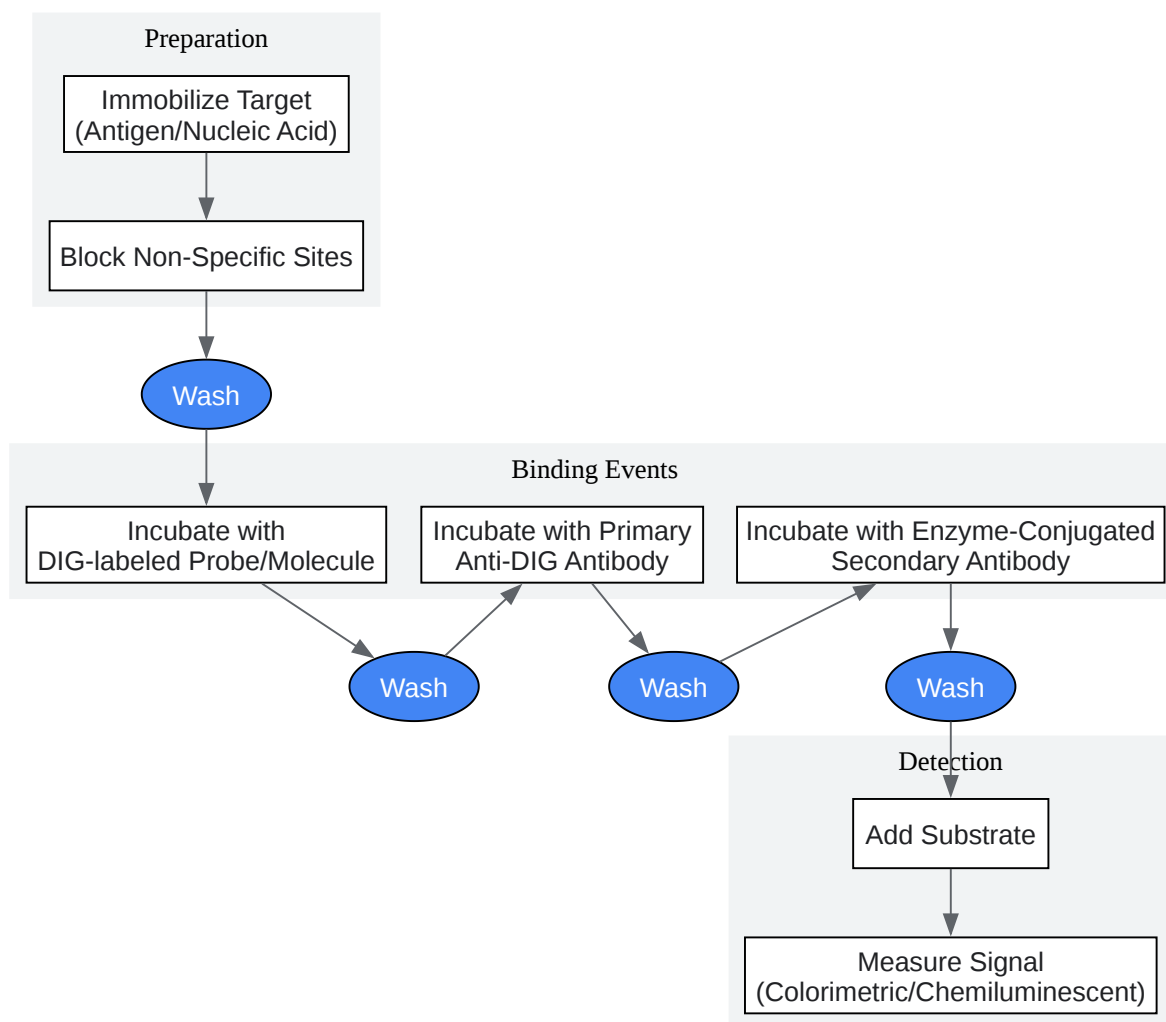 Preparation
Immobilize Target
(Antigen/Nucleic Acid)
Block Non-Specific Sites
Wash
Binding Events
Incubate with
DIG-labeled Probe/Molecule
Incubate with Primary
Anti-DIG Antibody
Incubate with Enzyme-Conjugated
Secondary Antibody
Wash
Wash
Wash
Detection
Add Substrate
Measure Signal
(Colorimetric/Chemiluminescent)